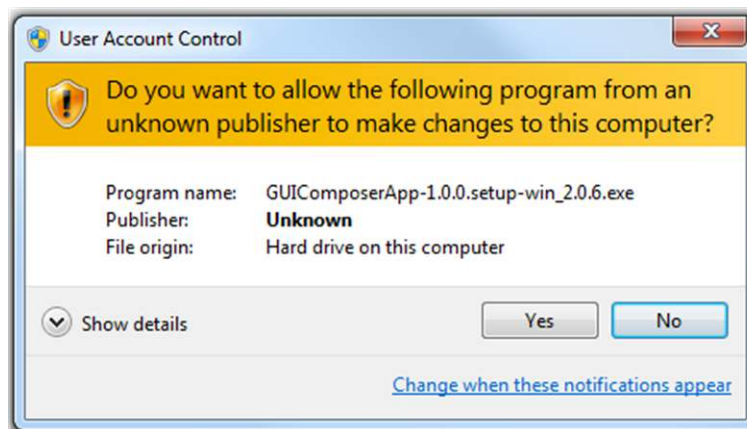 User Account Control
Do you want to allow the following program from an
unknown publisher to make changes to this computer?
Program name: GUIComposerApp-1.0.0.setup-win_2.0.6.exe
Publisher: Unknown
File origin: Hard drive on this computer
Show details
Yes No
Change when these notifications appear